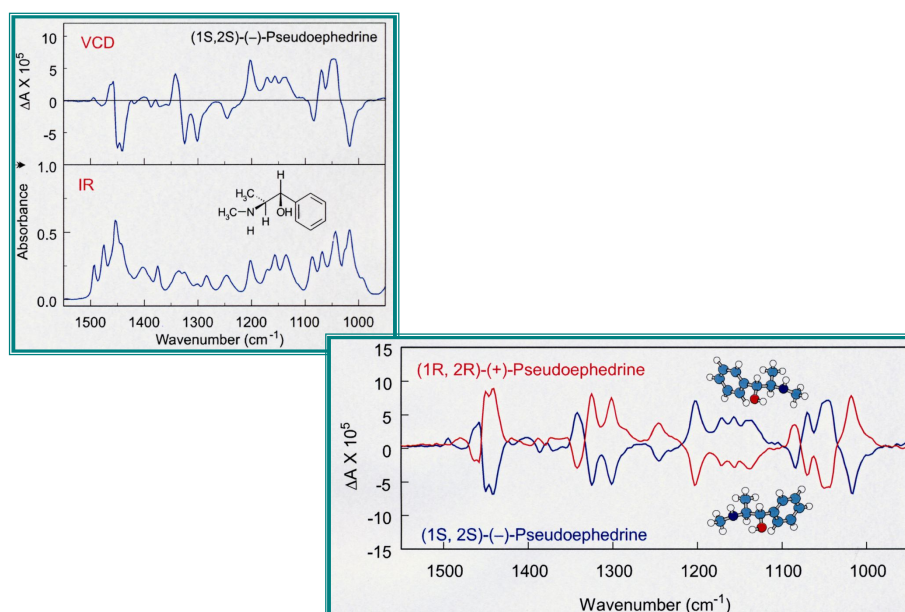 VCD
(1S,2S)-(−)-Pseudoephedrine
10
5
0
-5
ΔA X 10⁵
IR
1.0
0.5
0.0
Absorbance
H
H₃C
H₃C
N
OH
H
H
1500 1400 1300 1200 1100 1000
Wavenumber (cm⁻¹)
15
10
5
0
-5
-10
-15
ΔA X 10⁵
(1R, 2R)-(+)-Pseudoephedrine
(1S, 2S)-(−)-Pseudoephedrine
1500 1400 1300 1200 1100 1000
Wavenumber (cm⁻¹)